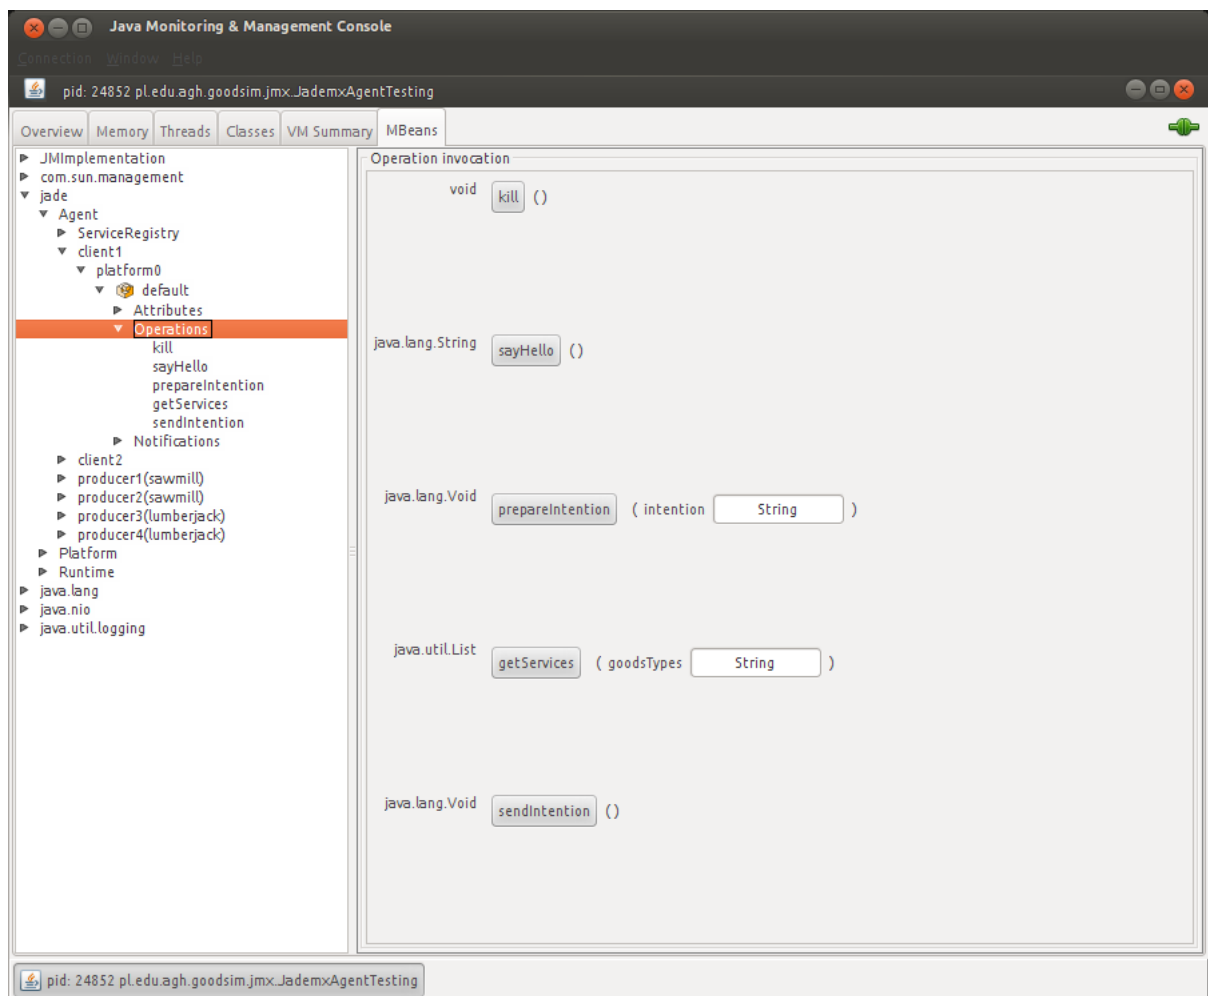 Java Monitoring & Management Console
Connection Window Help
pid: 24852 pl.edu.agh.goodsim.jmx.JademxAgentTesting
Overview Memory Threads Classes VM Summary MBeans
JMImplementation
com.sun.management
jade
Agent
ServiceRegistry
client1
platform0
default
Attributes
Operations
kill
sayHello
prepareIntention
getServices
sendIntention
Notifications
client2
producer1(sawmill)
producer2(sawmill)
producer3(lumberjack)
producer4(lumberjack)
Platform
Runtime
java.lang
java.nio
java.util.logging
Operation invocation
void kill ( )
java.lang.String sayHello ( )
java.lang.Void prepareIntention ( intention String )
java.util.List getServices ( goodsTypes String )
java.lang.Void sendIntention ( )
pid: 24852 pl.edu.agh.goodsim.jmx.JademxAgentTesting